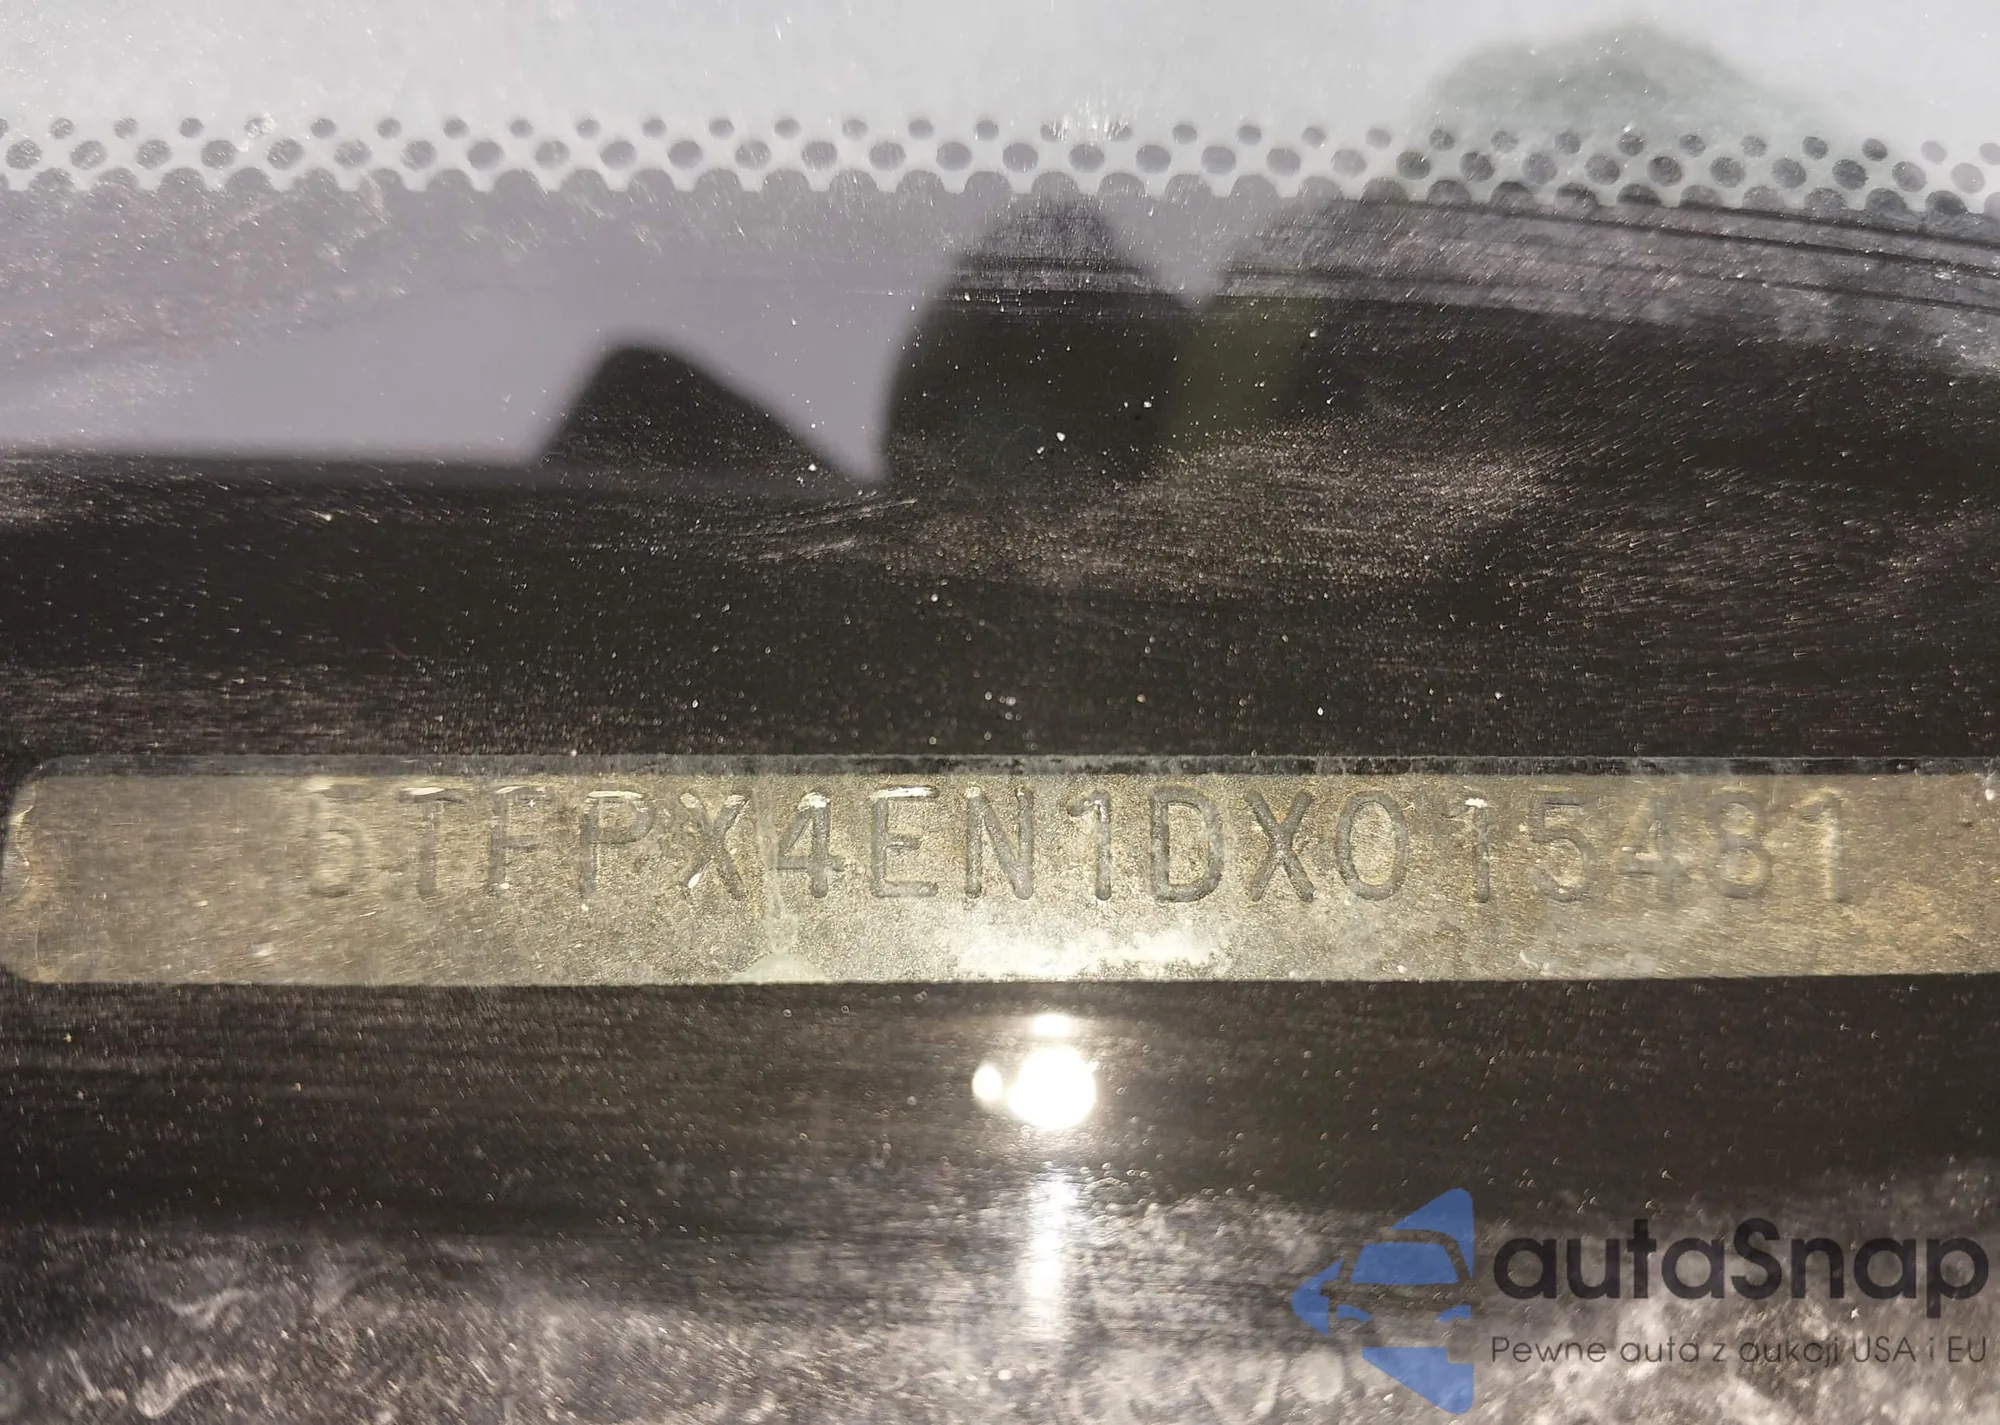 5TFPX4EN1DX015481
autaSnap
Pewne auta z aukcji USA i EU